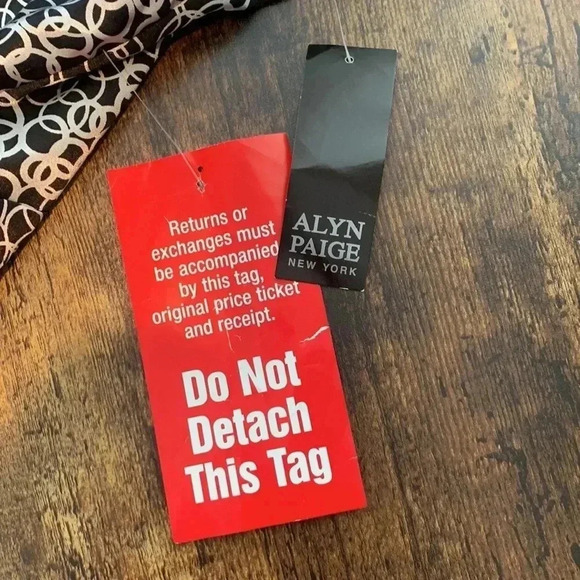 Returns or
exchanges must
be accompanied
by this tag,
original price ticket
and receipt.
Do Not
Detach
This Tag
ALYN
PAIGE
NEW YORK